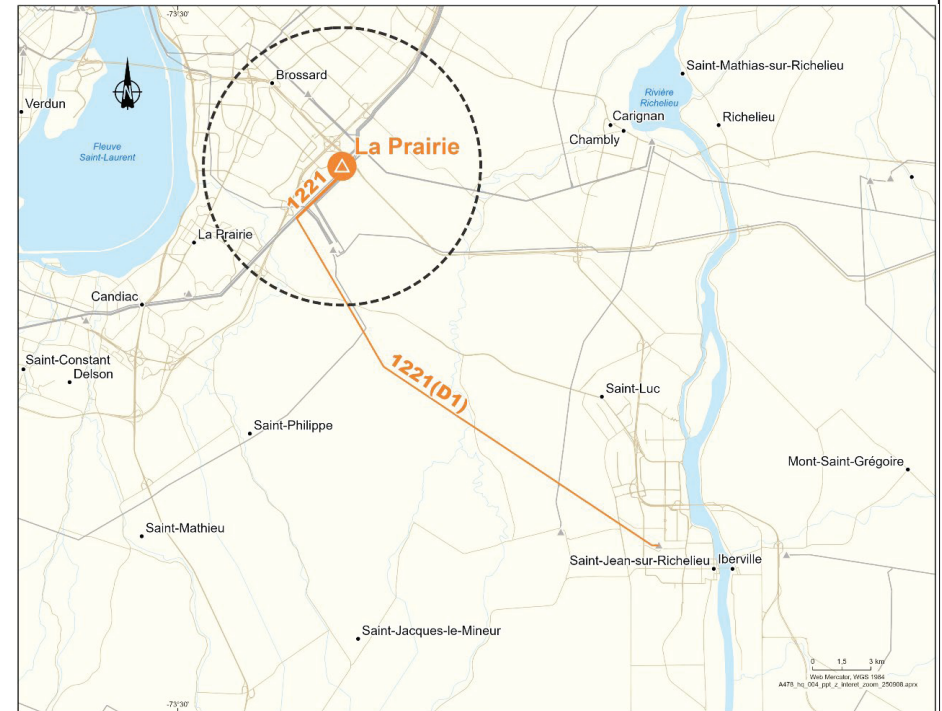 -73°30'
Brossard
Saint-Mathias-sur-Richelieu
Verdun
Rivière
Richelieu
Carignan
Richelieu
Chambly
Fleuve
Saint-Laurent
La Prairie
1221
La Prairie
Candiac
Saint-Constant
Delson
1221(D1)
Saint-Luc
Saint-Philippe
Mont-Saint-Grégoire
Saint-Mathieu
Saint-Jean-sur-Richelieu
Iberville
Saint-Jacques-le-Mineur
0 1,5 3 km
Web Mercator, WGS 1984
A478_hq_004_ppt_z_interet_zoom_250908.aprx
-73°30'